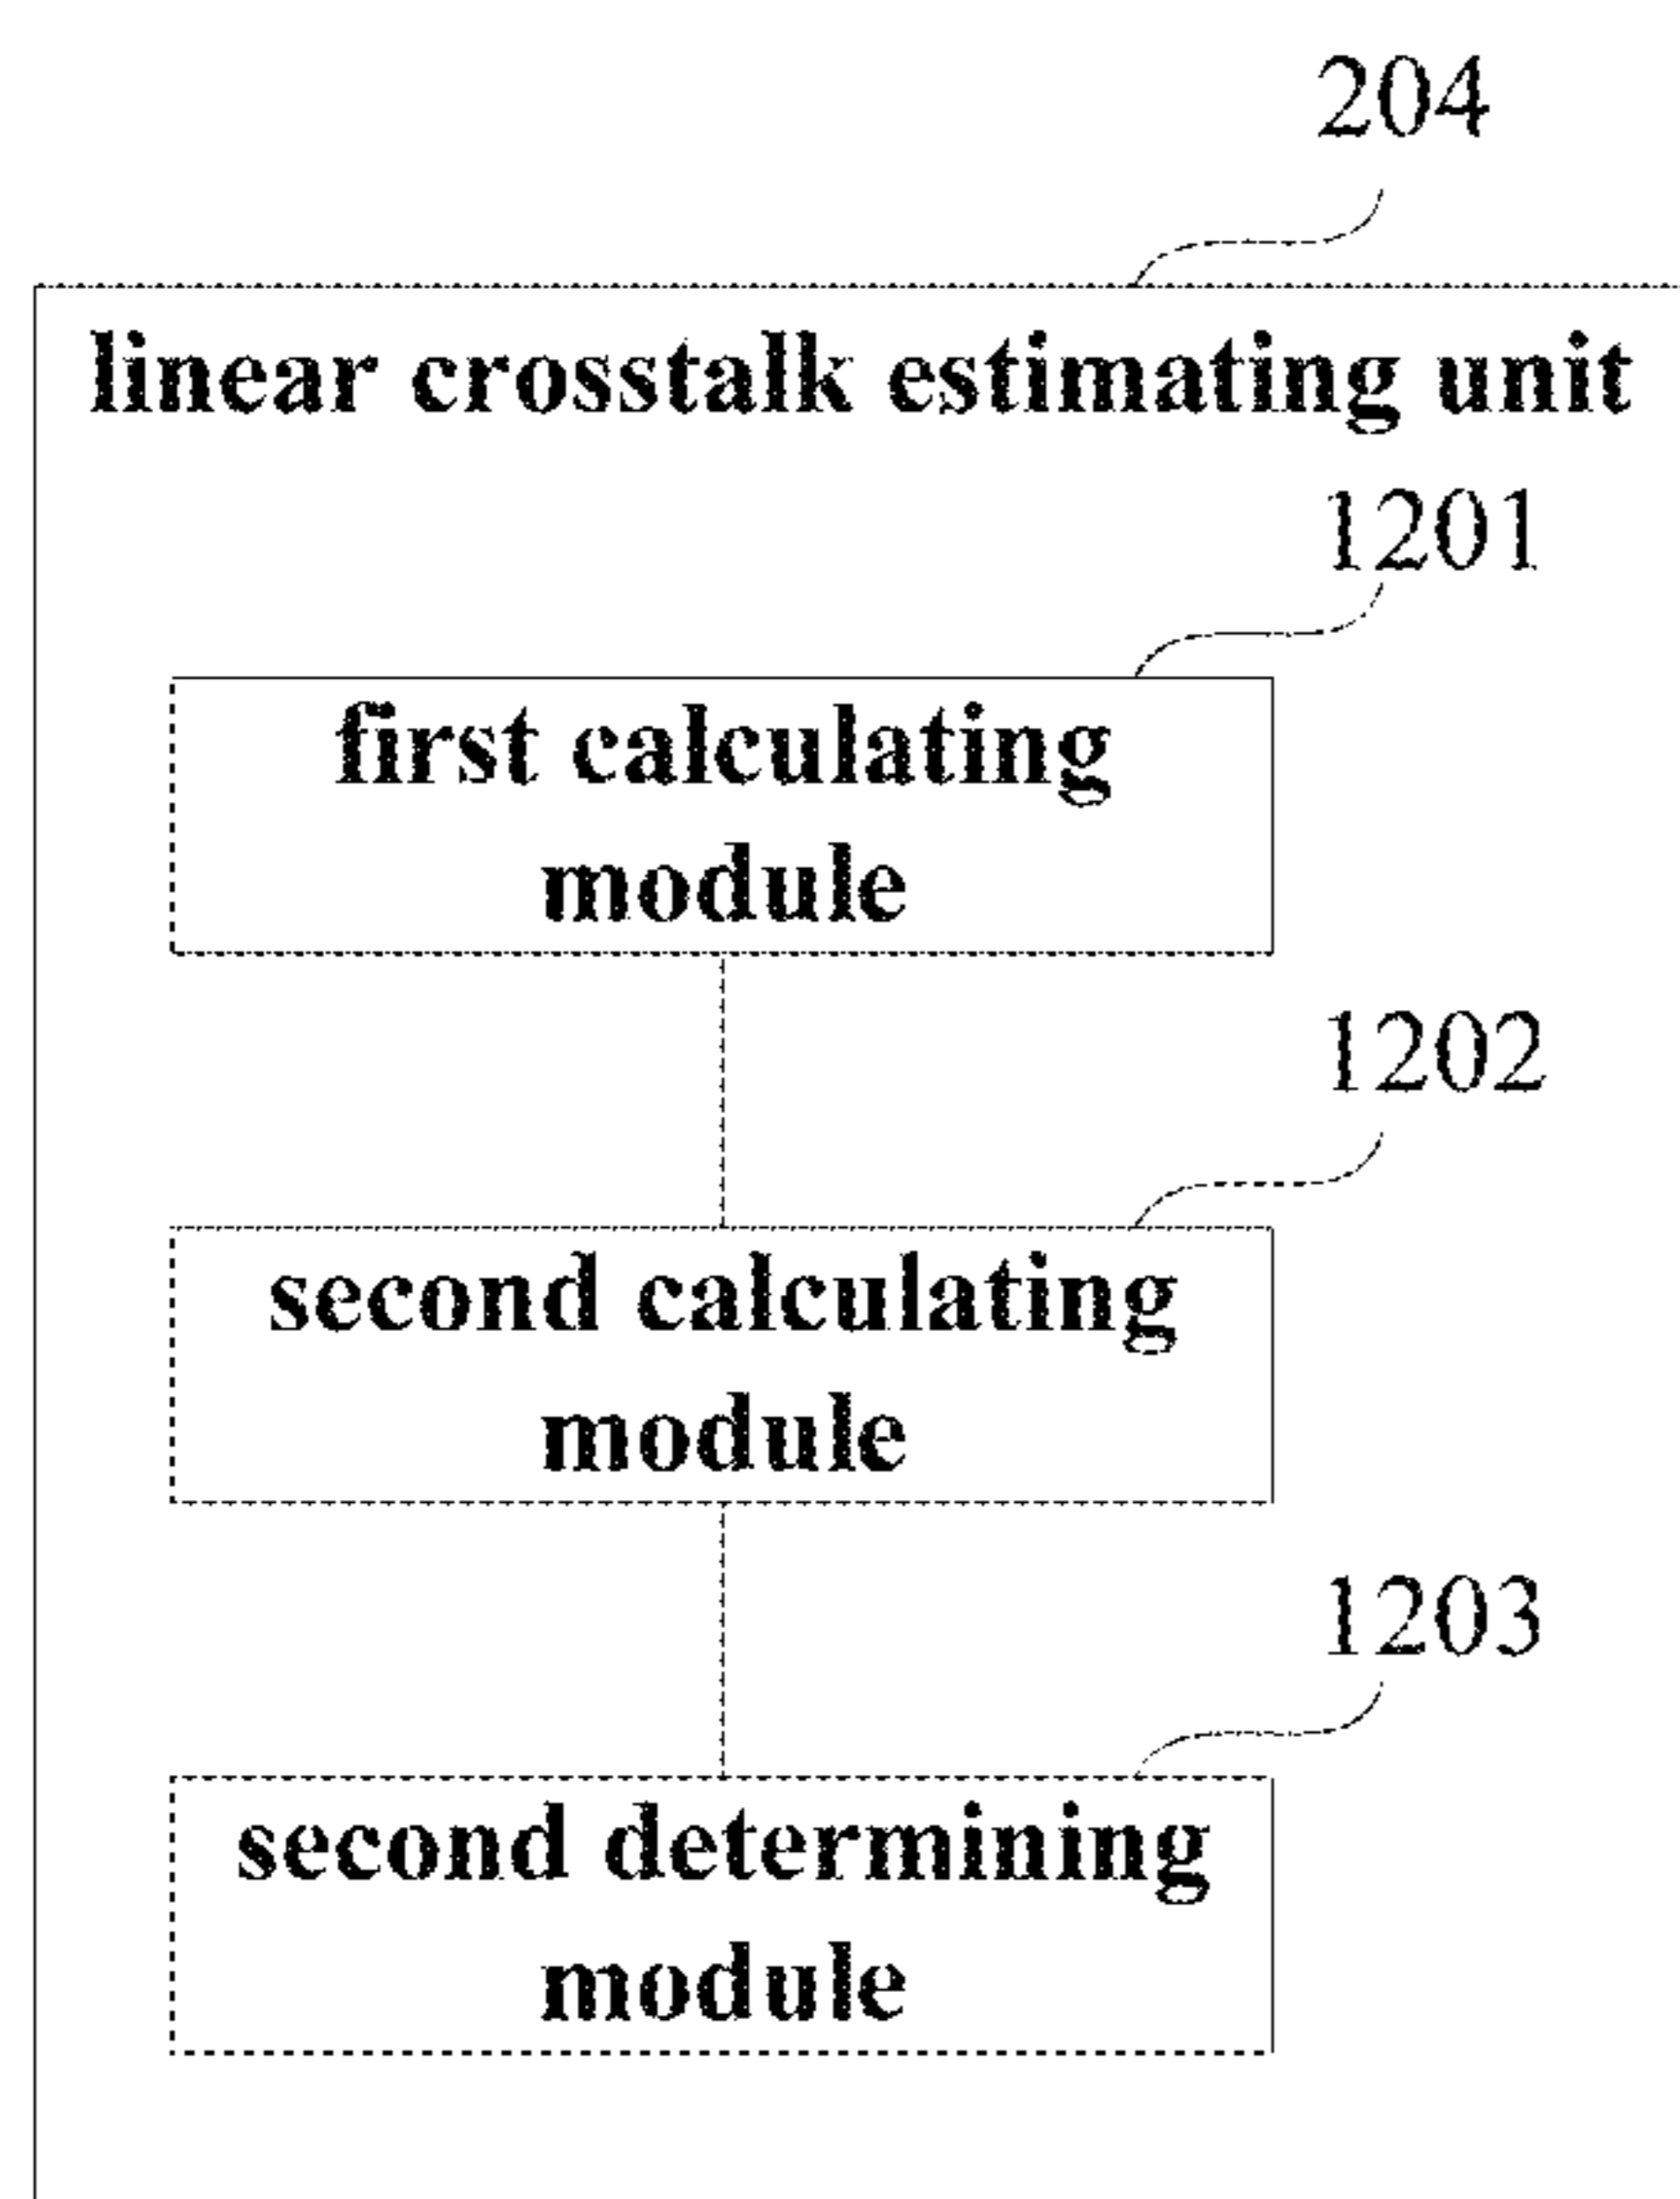 204
linear crosstalk estimating unit
1201
first calculating
module
1202
second calculating
module
1203
second determining
module